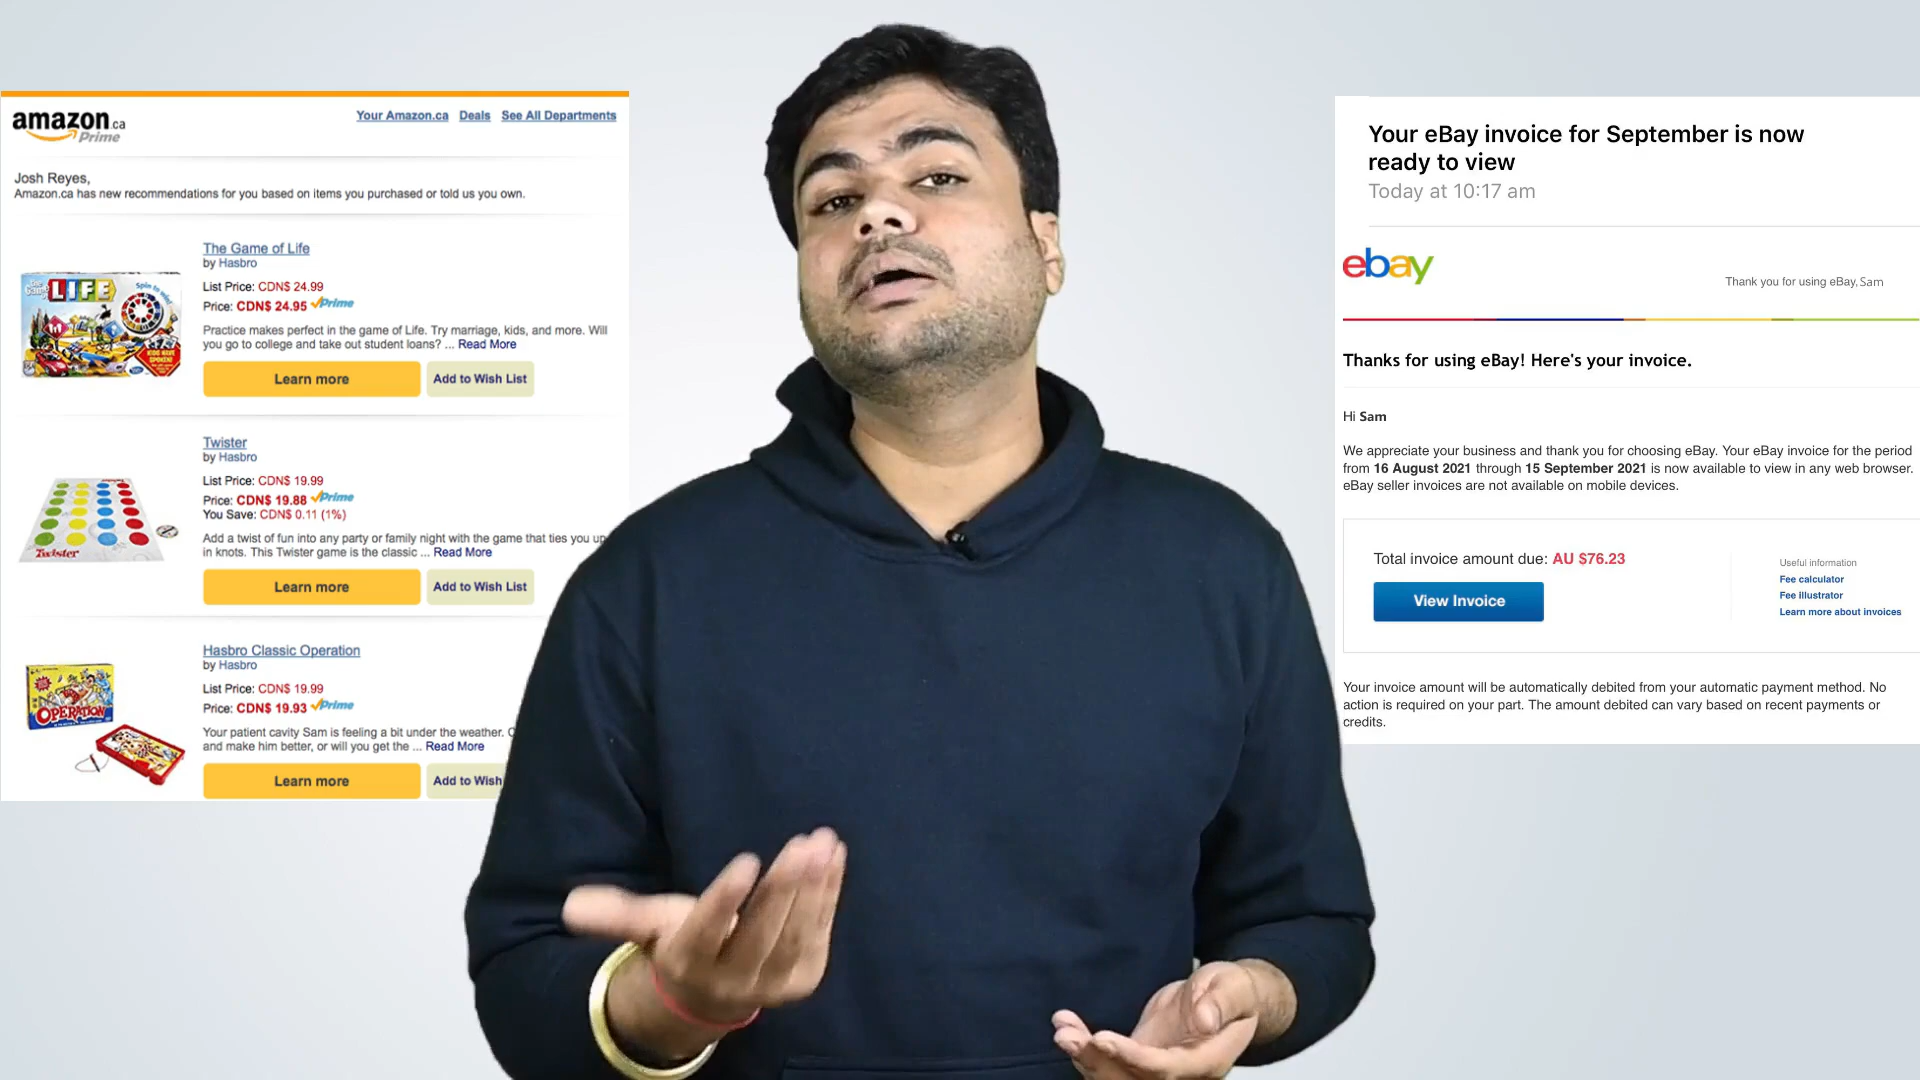 amazon.ca
Prime
Your Amazon.ca Deals See All Departments
Josh Reyes,
Amazon.ca has new recommendations for you based on items you purchased or told us you own.
The Game of Life
by Hasbro
List Price: CDN$ 24.99
Price: CDN$ 24.95 Prime
Practice makes perfect in the game of Life. Try marriage, kids, and more. Will
you go to college and take out student loans? ... Read More
Learn more
Add to Wish List
LIFE
Spin to win!
Twister
by Hasbro
List Price: CDN$ 19.99
Price: CDN$ 19.88 Prime
You Save: CDN$ 0.11 (1%)
Add a twist of fun into any party or family night with the game that ties you up
in knots. This Twister game is the classic ... Read More
Learn more
Add to Wish List
Twister
Hasbro Classic Operation
by Hasbro
List Price: CDN$ 19.99
Price: CDN$ 19.93 Prime
Your patient cavity Sam is feeling a bit under the weather.
and make him better, or will you get the ... Read More
Learn more
Add to Wish
OPERATION
Your eBay invoice for September is now
ready to view
Today at 10:17 am
ebay
Thank you for using eBay, Sam
Thanks for using eBay! Here's your invoice.
Hi Sam
We appreciate your business and thank you for choosing eBay. Your eBay invoice for the period
from 16 August 2021 through 15 September 2021 is now available to view in any web browser.
eBay seller invoices are not available on mobile devices.
Total invoice amount due: AU $76.23
View Invoice
Useful information
Fee calculator
Fee illustrator
Learn more about invoices
Your invoice amount will be automatically debited from your automatic payment method. No
action is required on your part. The amount debited can vary based on recent payments or
credits.